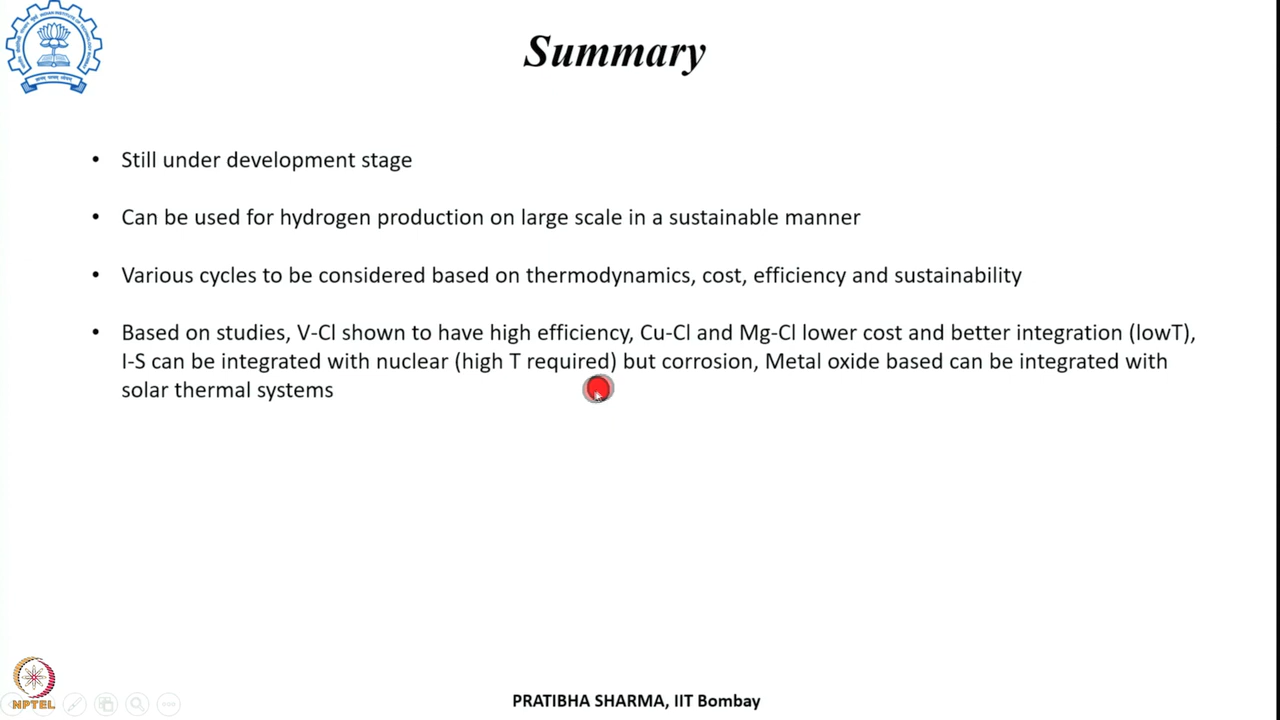 Summary
• Still under development stage
• Can be used for hydrogen production on large scale in a sustainable manner
• Various cycles to be considered based on thermodynamics, cost, efficiency and sustainability
• Based on studies, V-Cl shown to have high efficiency, Cu-Cl and Mg-Cl lower cost and better integration (lowT),
I-S can be integrated with nuclear (high T required) but corrosion, Metal oxide based can be integrated with
solar thermal systems
NPTEL
PRATIBHA SHARMA, IIT Bombay